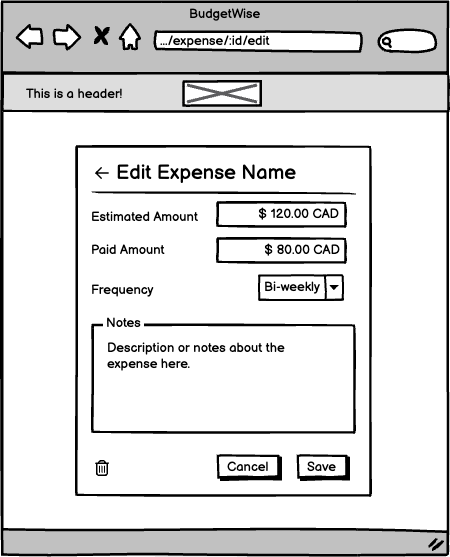 BudgetWise
.../expense/:id/edit
This is a header!
← Edit Expense Name
Estimated Amount
$ 120.00 CAD
Paid Amount
$ 80.00 CAD
Frequency
Bi-weekly
Notes
Description or notes about the
expense here.
Cancel
Save